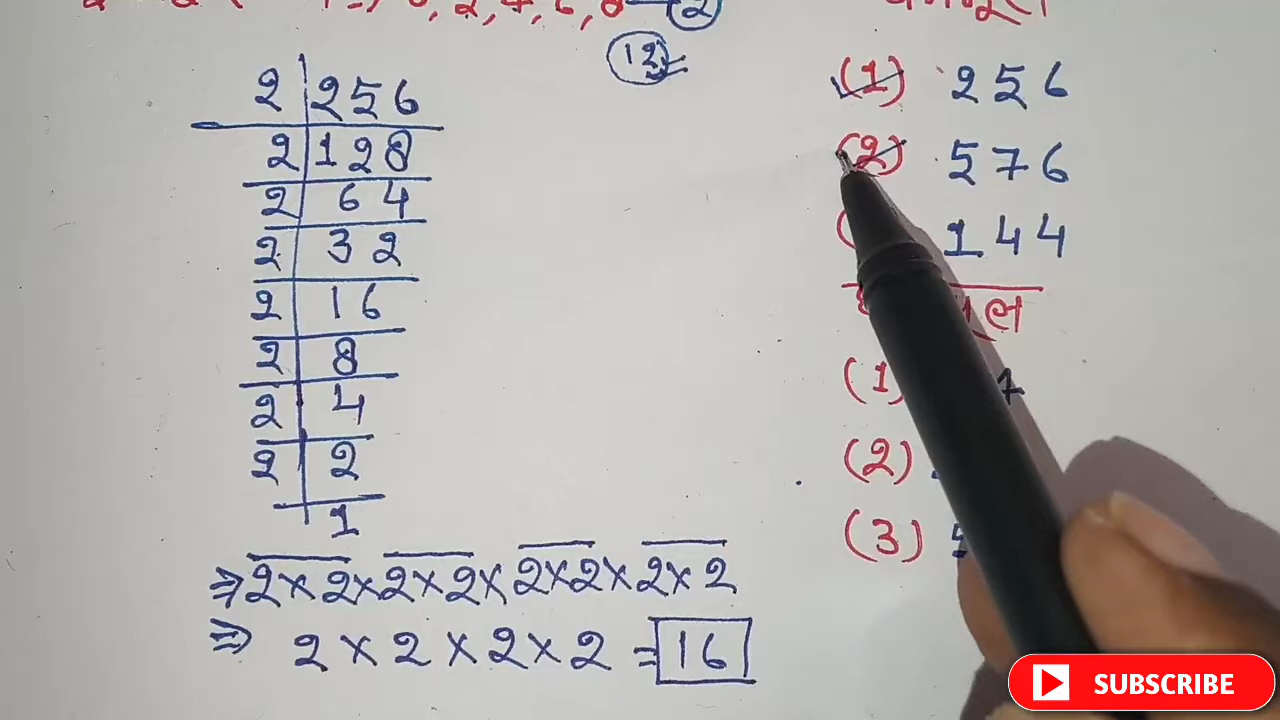 12
2 | 256
2 | 128
2 | 64
2 | 32
2 | 16
2 | 8
2 | 4
2 | 2
1
⇒ 2×2×2×2×2×2×2×2
⇒ 2 × 2 × 2 × 2 = 16
(1) 256
(2) 576
144
(1)
(2)
(3) 5
SUBSCRIBE